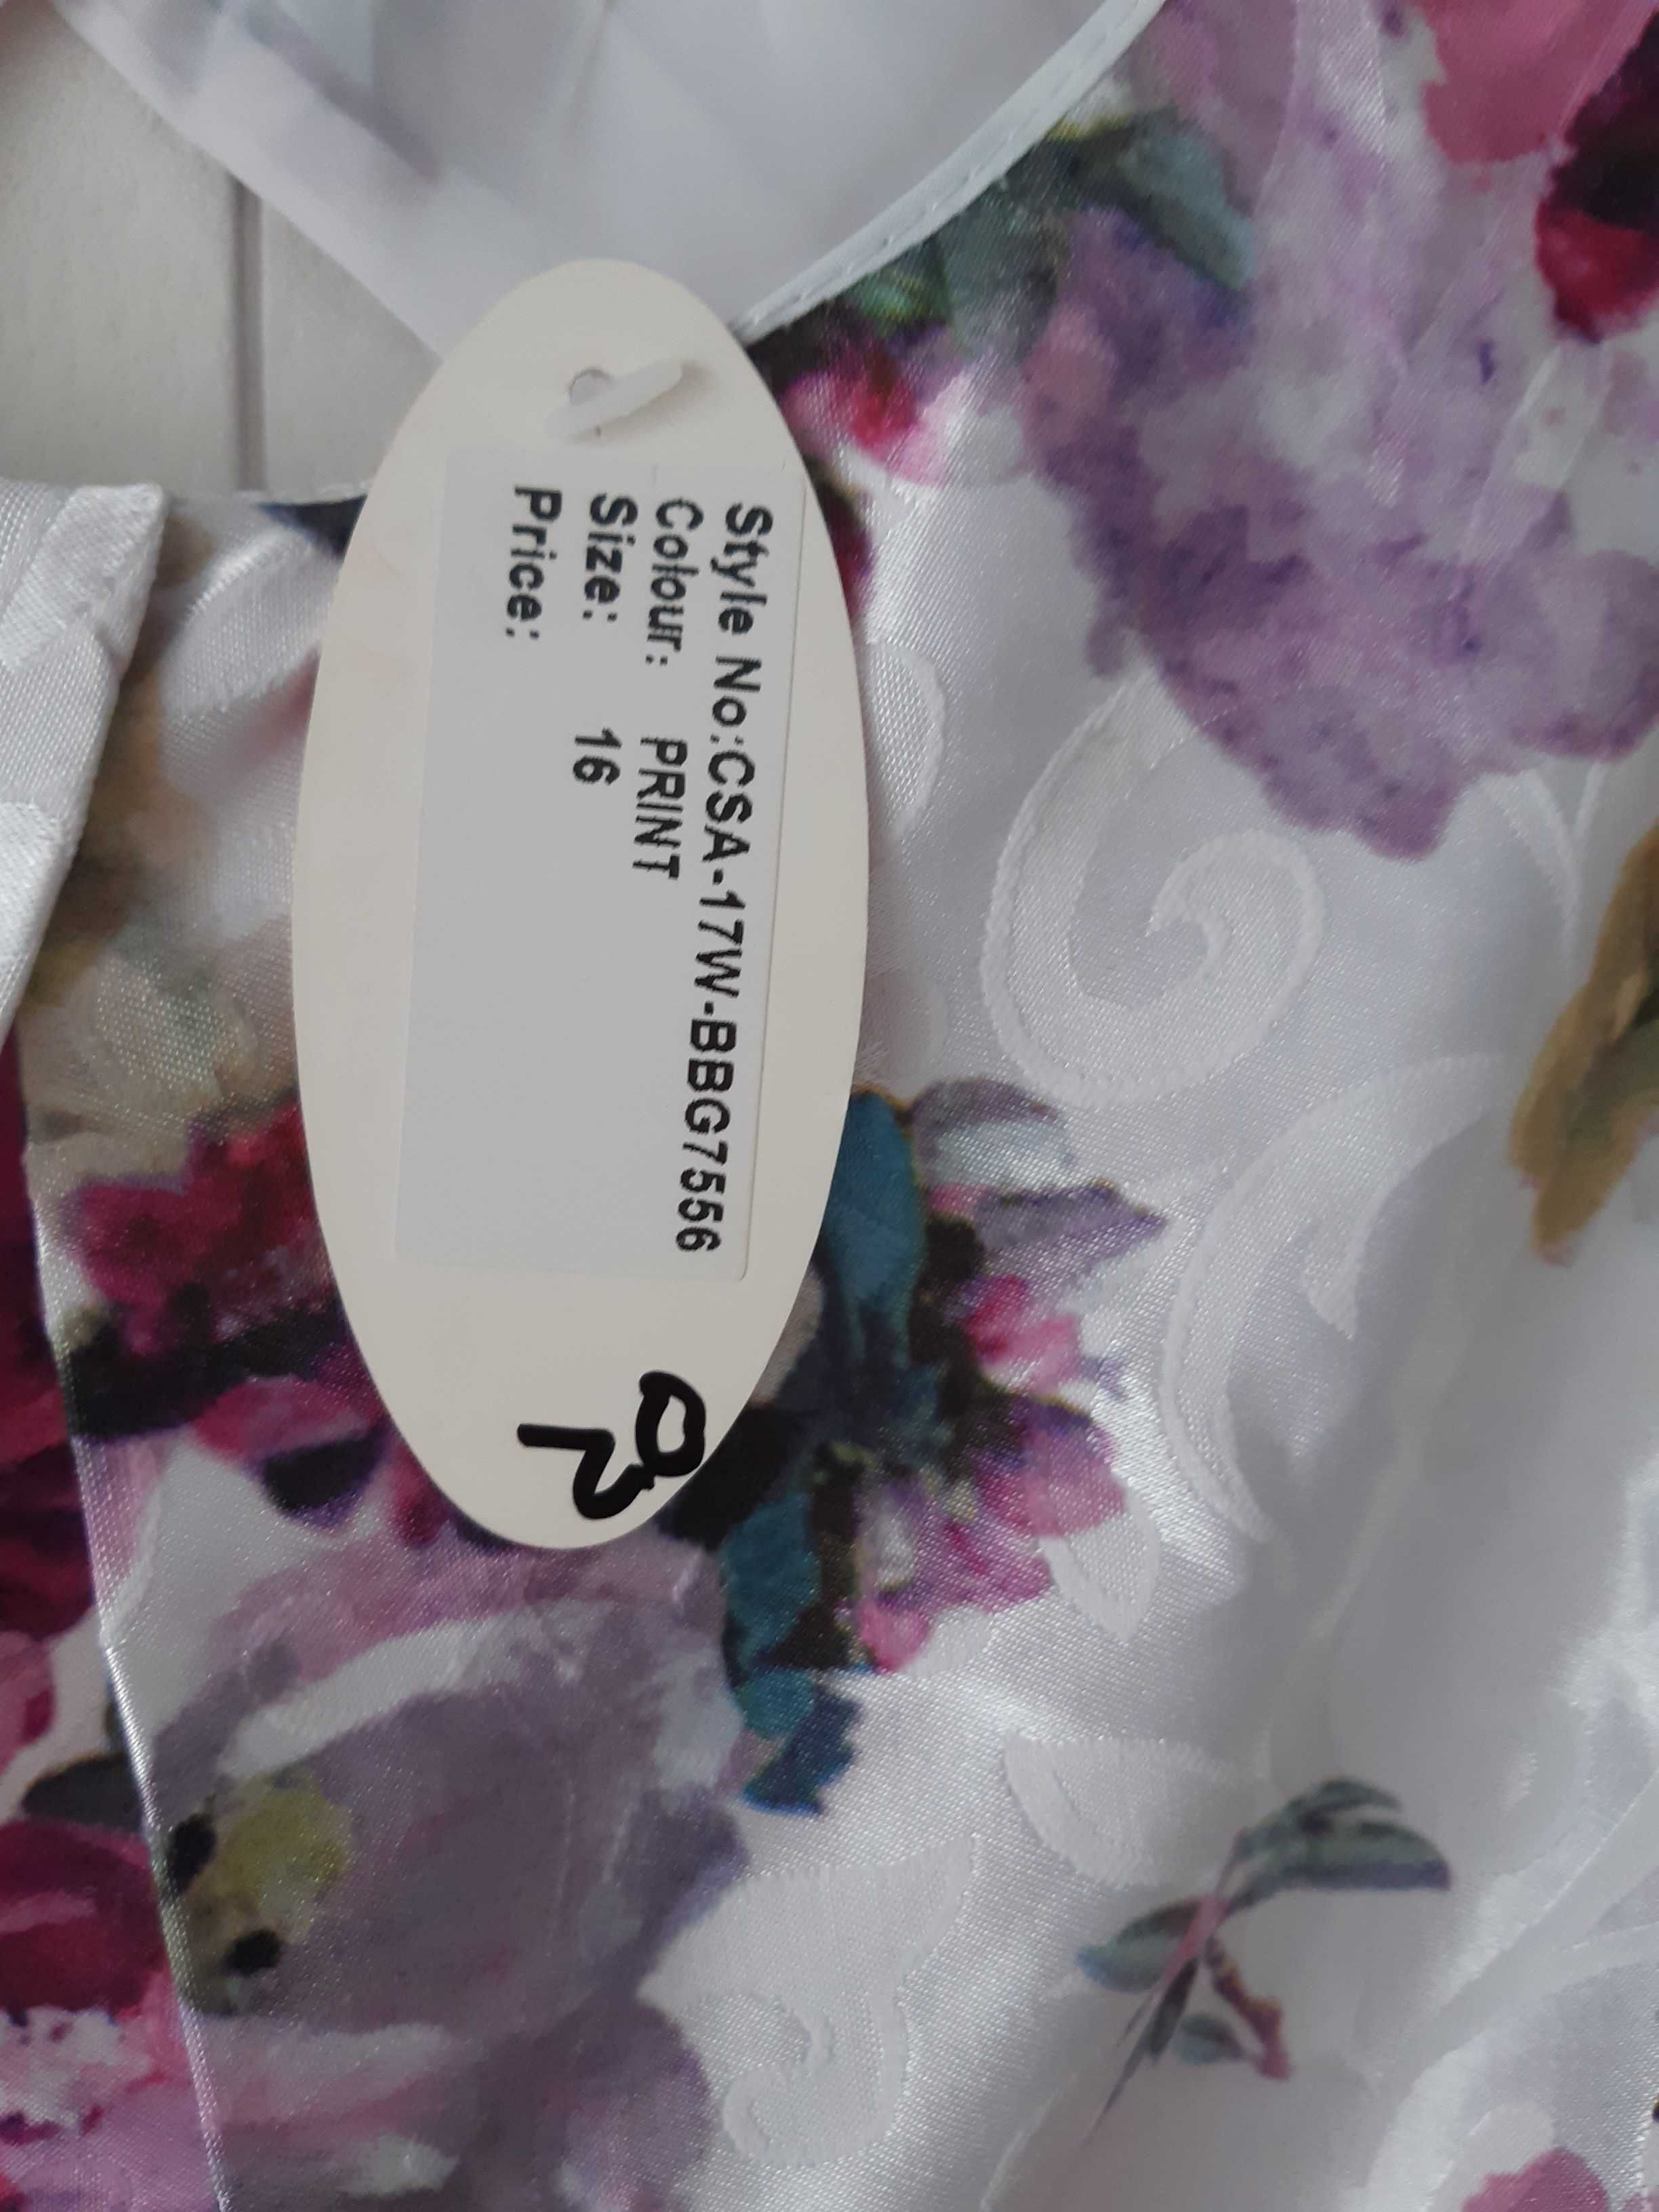 Style No:CSA-17W-BBG7556
Colour: PRINT
Size: 16
Price: